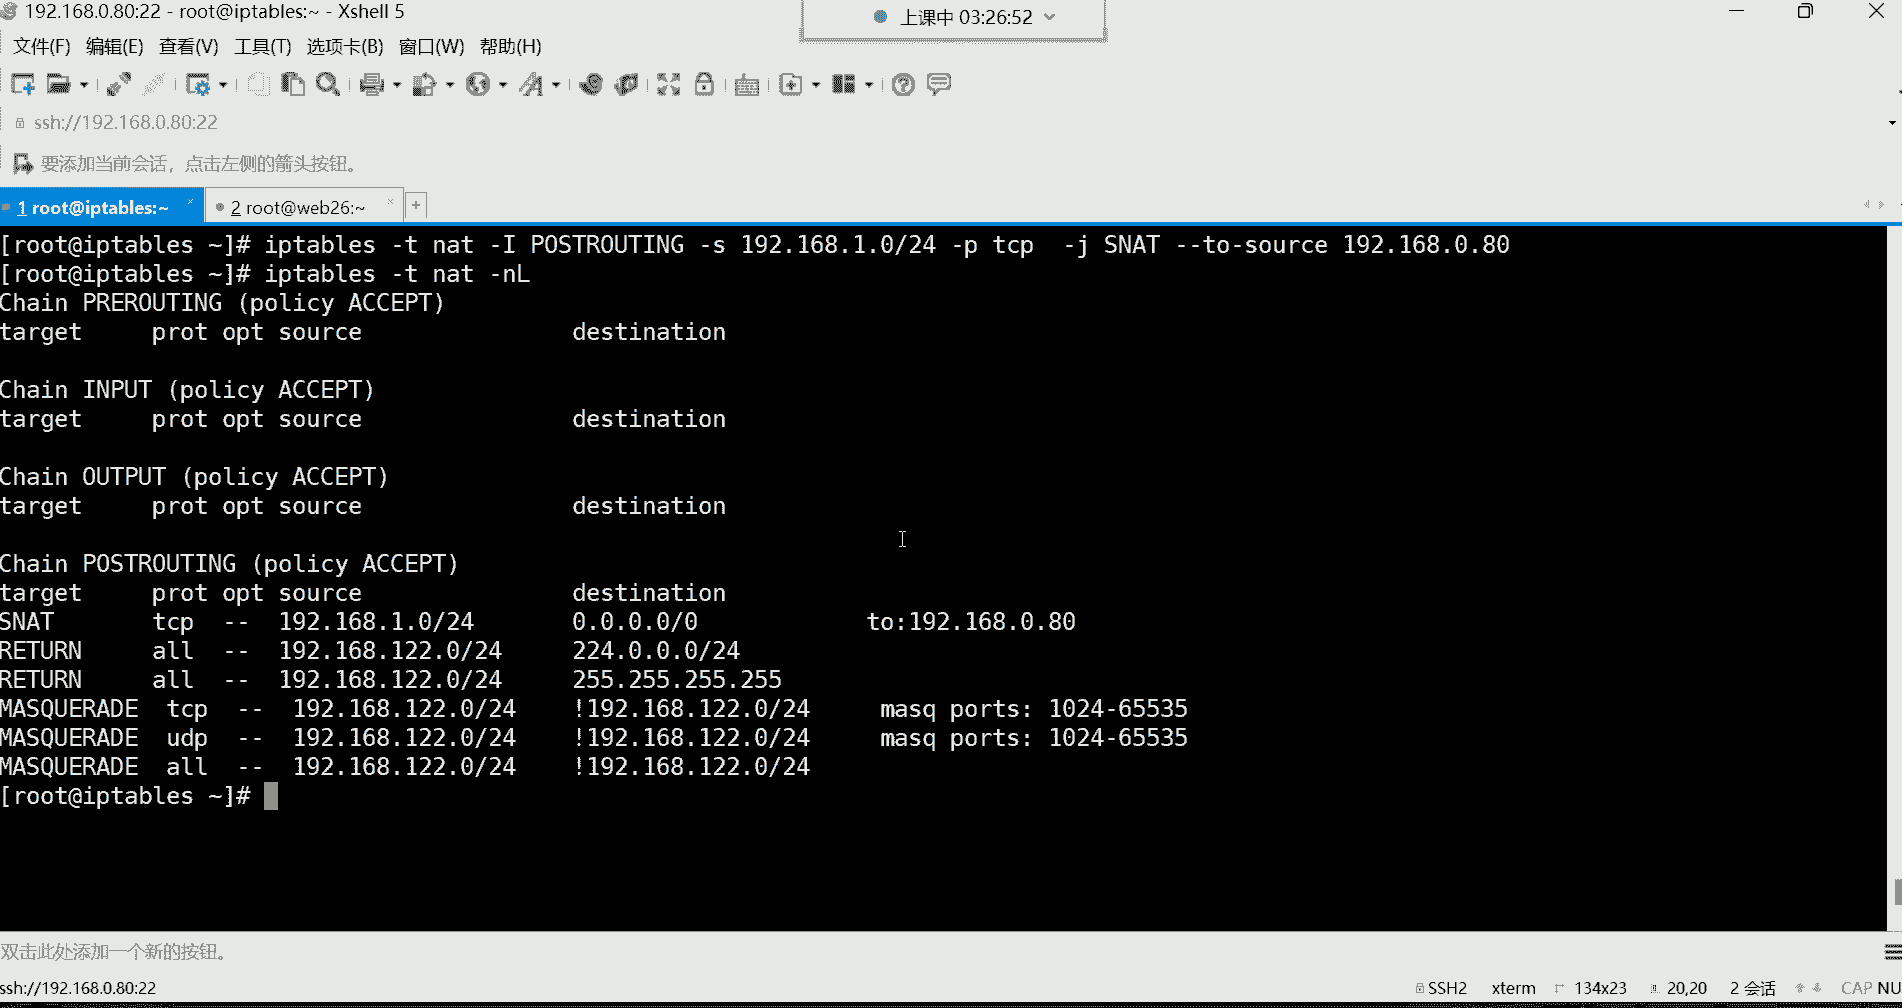 192.168.0.80:22 - root@iptables:~ - Xshell 5
上课中 03:26:52
文件(F) 编辑(E) 查看(V) 工具(T) 选项卡(B) 窗口(W) 帮助(H)
ssh://192.168.0.80:22
要添加当前会话，点击左侧的箭头按钮。
1 root@iptables:~ × 2 root@web26:~ × +
[root@iptables ~]# iptables -t nat -I POSTROUTING -s 192.168.1.0/24 -p tcp  -j SNAT --to-source 192.168.0.80
[root@iptables ~]# iptables -t nat -nL
Chain PREROUTING (policy ACCEPT)
target     prot opt source               destination
Chain INPUT (policy ACCEPT)
target     prot opt source               destination
Chain OUTPUT (policy ACCEPT)
target     prot opt source               destination
Chain POSTROUTING (policy ACCEPT)
target     prot opt source               destination
SNAT       tcp  --  192.168.1.0/24       0.0.0.0/0            to:192.168.0.80
RETURN     all  --  192.168.122.0/24     224.0.0.0/24
RETURN     all  --  192.168.122.0/24     255.255.255.255
MASQUERADE  tcp  --  192.168.122.0/24    !192.168.122.0/24     masq ports: 1024-65535
MASQUERADE  udp  --  192.168.122.0/24    !192.168.122.0/24     masq ports: 1024-65535
MASQUERADE  all  --  192.168.122.0/24    !192.168.122.0/24
[root@iptables ~]#
双击此处添加一个新的按钮。
ssh://192.168.0.80:22 SSH2 xterm 134x23 20,20 2 会话 CAP NU